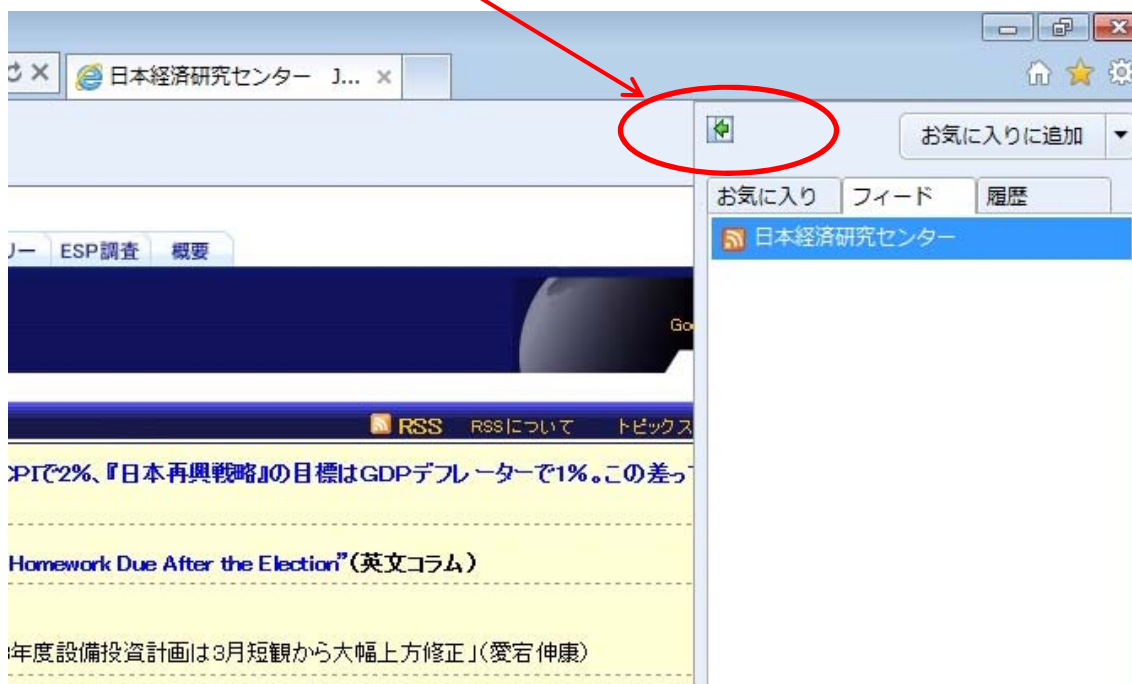 日本経済研究センター J...
お気に入りに追加
お気に入り フィード 履歴
日本経済研究センター
リー ESP調査 概要
Go
RSS RSSについて トピックス
CPIで2%、『日本再興戦略』の目標はGDPデフレーターで1%。この差っ
Homework Due After the Election”(英文コラム)
年度設備投資計画は3月短観から大幅上方修正」(愛宕伸康)